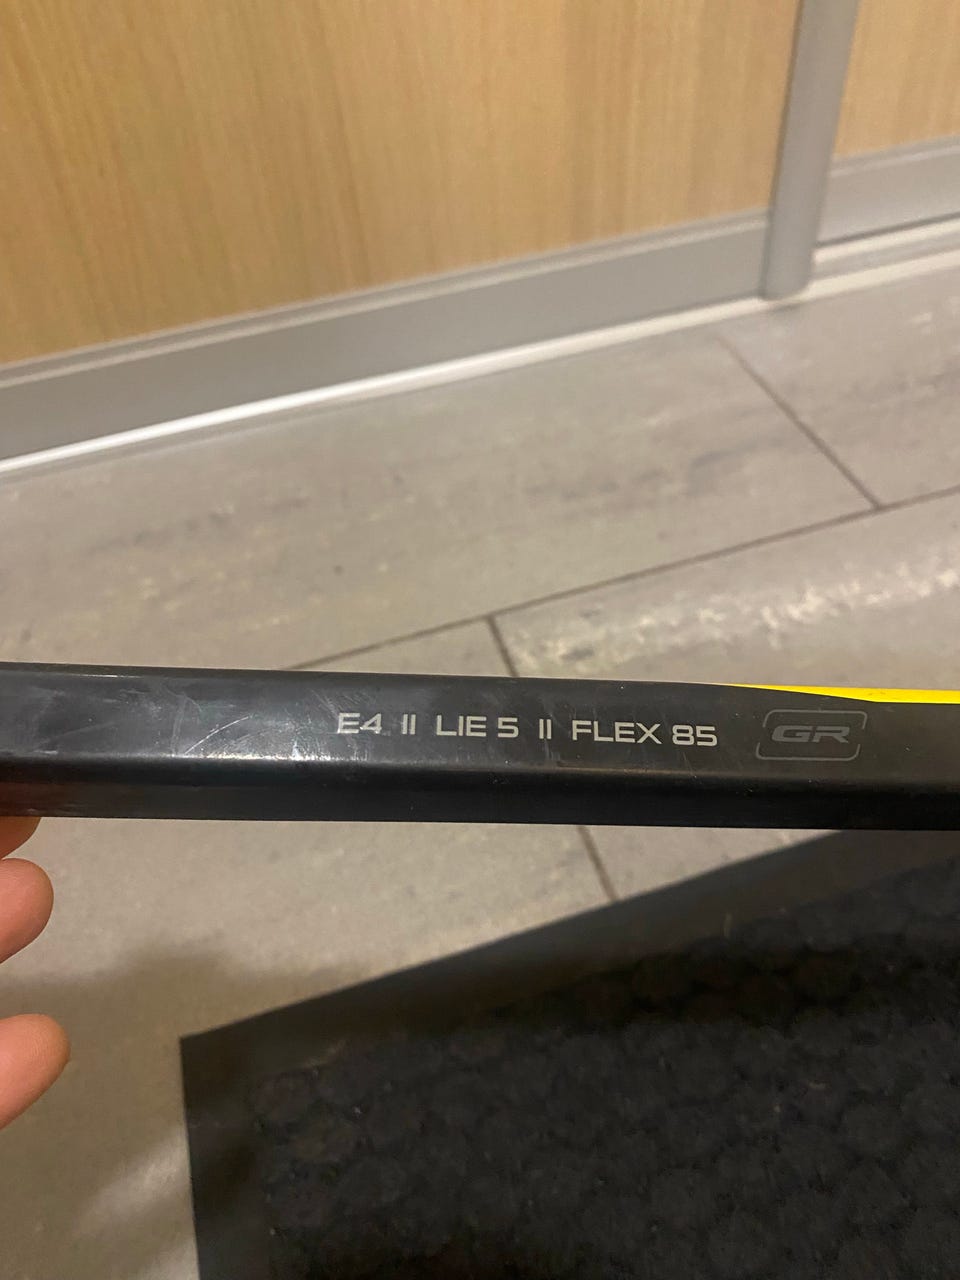 E4 II LIE 5 II FLEX 85 GR